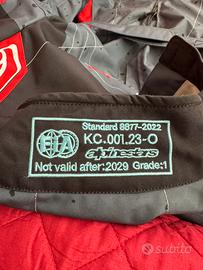 Standard 8877-2022
FIA
KC.001.23-O
alpinestars
Not valid after:2029 Grade:1
subito